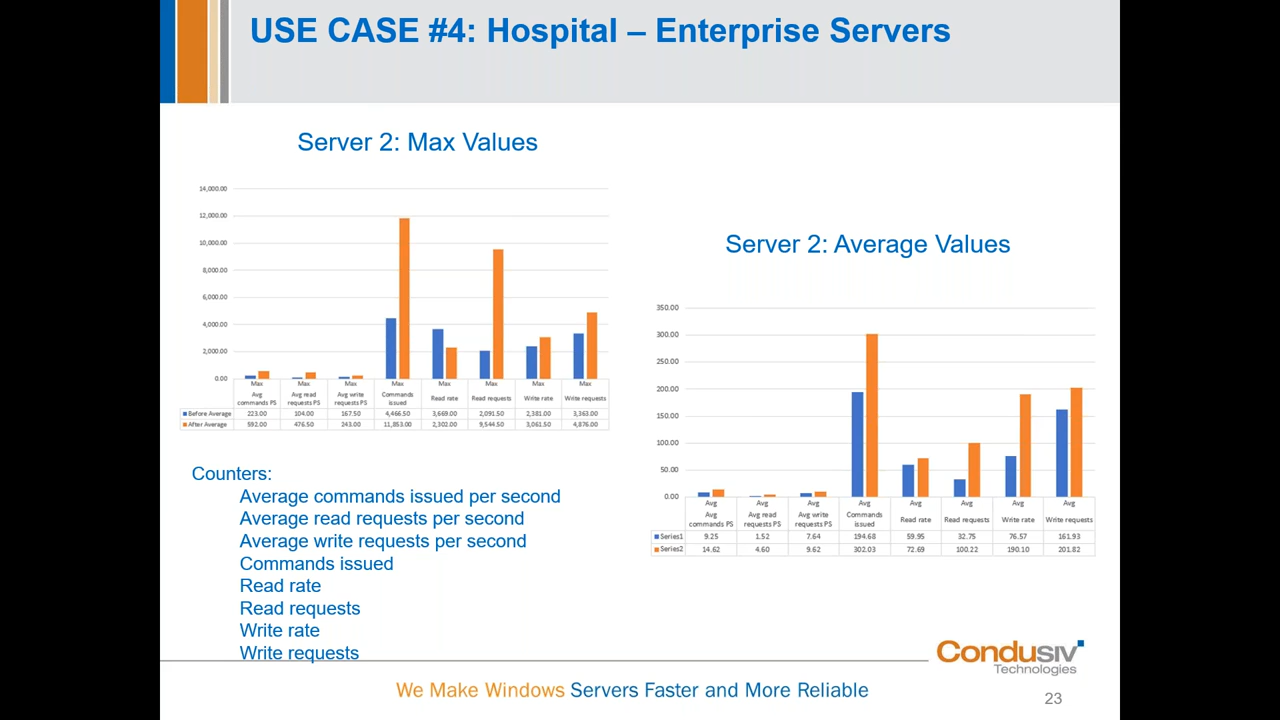 USE CASE #4: Hospital – Enterprise Servers
Server 2: Max Values
14,000.00
12,000.00
10,000.00
8,000.00
6,000.00
4,000.00
2,000.00
0.00
Max Max Max Max Max Max Max Max
Avg commands PS Avg read requests PS Avg write requests PS Commands issued Read rate Read requests Write rate Write requests
Before Average 223.00 104.00 167.50 4,466.50 3,669.00 2,091.50 2,381.00 3,363.00
After Average 592.00 476.50 243.00 11,853.00 2,302.00 9,544.50 3,061.50 4,876.00
Server 2: Average Values
350.00
300.00
250.00
200.00
150.00
100.00
50.00
0.00
Avg Avg Avg Avg Avg Avg Avg Avg
Avg commands PS Avg read requests PS Avg write requests PS Commands issued Read rate Read requests Write rate Write requests
Series1 9.25 1.52 7.64 194.68 59.95 32.75 76.57 161.93
Series2 14.62 4.60 9.62 302.03 72.69 100.22 190.10 201.82
Counters:
Average commands issued per second
Average read requests per second
Average write requests per second
Commands issued
Read rate
Read requests
Write rate
Write requests
Condusiv
Technologies
We Make Windows Servers Faster and More Reliable
23